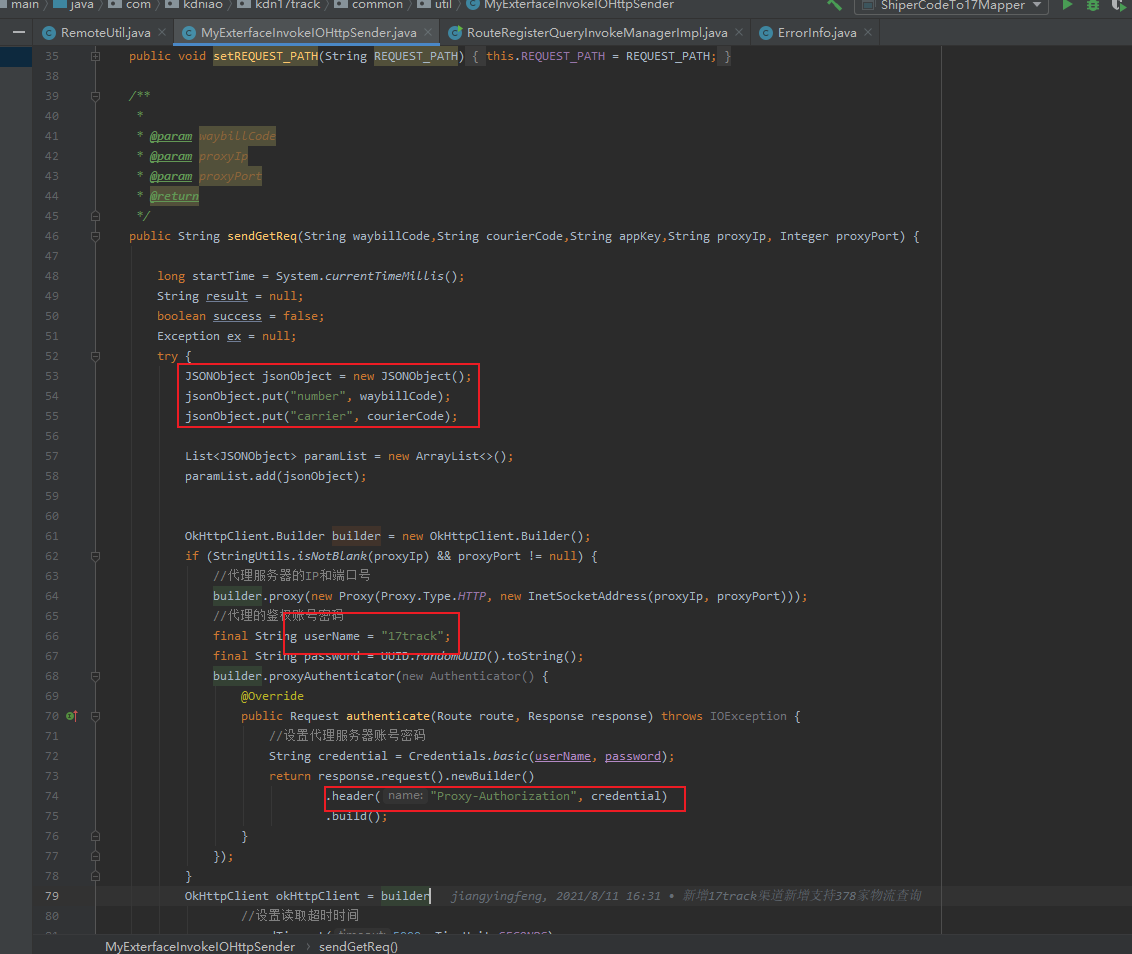 main java com kdniao kdn17track common util MyExterfaceInvokeIOHttpSender ShiperCodeTo17Mapper
RemoteUtil.java MyExterfaceInvokeIOHttpSender.java RouteRegisterQueryInvokeManagerImpl.java ErrorInfo.java
35 public void setREQUEST_PATH(String REQUEST_PATH) { this.REQUEST_PATH = REQUEST_PATH; }
38
39 /**
40 *
41 * @param waybillCode
42 * @param proxyIp
43 * @param proxyPort
44 * @return
45 */
46 public String sendGetReq(String waybillCode,String courierCode,String appKey,String proxyIp, Integer proxyPort) {
47
48 long startTime = System.currentTimeMillis();
49 String result = null;
50 boolean success = false;
51 Exception ex = null;
52 try {
53 JSONObject jsonObject = new JSONObject();
54 jsonObject.put("number", waybillCode);
55 jsonObject.put("carrier", courierCode);
56
57 List<JSONObject> paramList = new ArrayList<>();
58 paramList.add(jsonObject);
59
60
61 OkHttpClient.Builder builder = new OkHttpClient.Builder();
62 if (StringUtils.isNotBlank(proxyIp) && proxyPort != null) {
63 //代理服务器的IP和端口号
64 builder.proxy(new Proxy(Proxy.Type.HTTP, new InetSocketAddress(proxyIp, proxyPort)));
65 //代理的鉴权账号密码
66 final String userName = "17track";
67 final String password = UUID.randomUUID().toString();
68 builder.proxyAuthenticator(new Authenticator() {
69 @Override
70 public Request authenticate(Route route, Response response) throws IOException {
71 //设置代理服务器账号密码
72 String credential = Credentials.basic(userName, password);
73 return response.request().newBuilder()
74 .header( name: "Proxy-Authorization", credential)
75 .build();
76 }
77 });
78 }
79 OkHttpClient okHttpClient = builder jiangyingfeng, 2021/8/11 16:31 • 新增17track渠道新增支持378家物流查询
80 //设置读取超时时间
MyExterfaceInvokeIOHttpSender › sendGetReq()